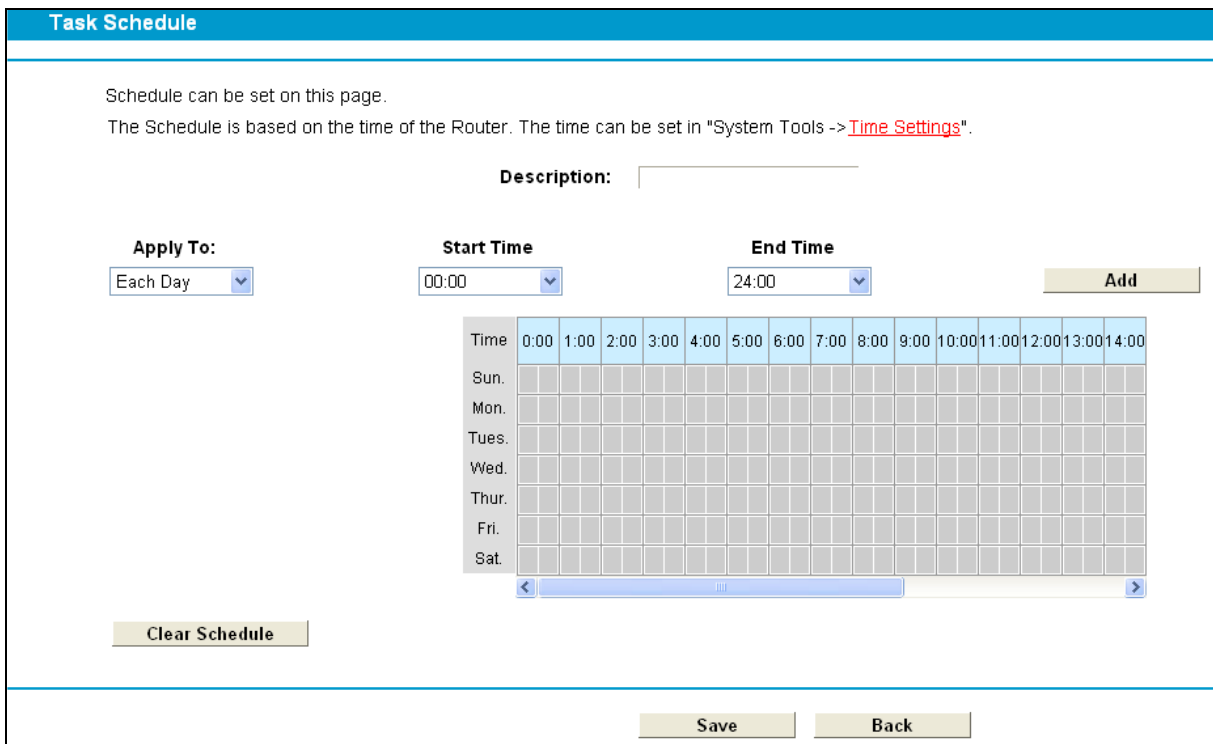 Task Schedule
Schedule can be set on this page.
The Schedule is based on the time of the Router. The time can be set in "System Tools ->Time Settings".
Description:
Apply To: Start Time End Time
Each Day 00:00 24:00 Add
Time 0:00 1:00 2:00 3:00 4:00 5:00 6:00 7:00 8:00 9:00 10:00 11:00 12:00 13:00 14:00
Sun.
Mon.
Tues.
Wed.
Thur.
Fri.
Sat.
Clear Schedule
Save Back